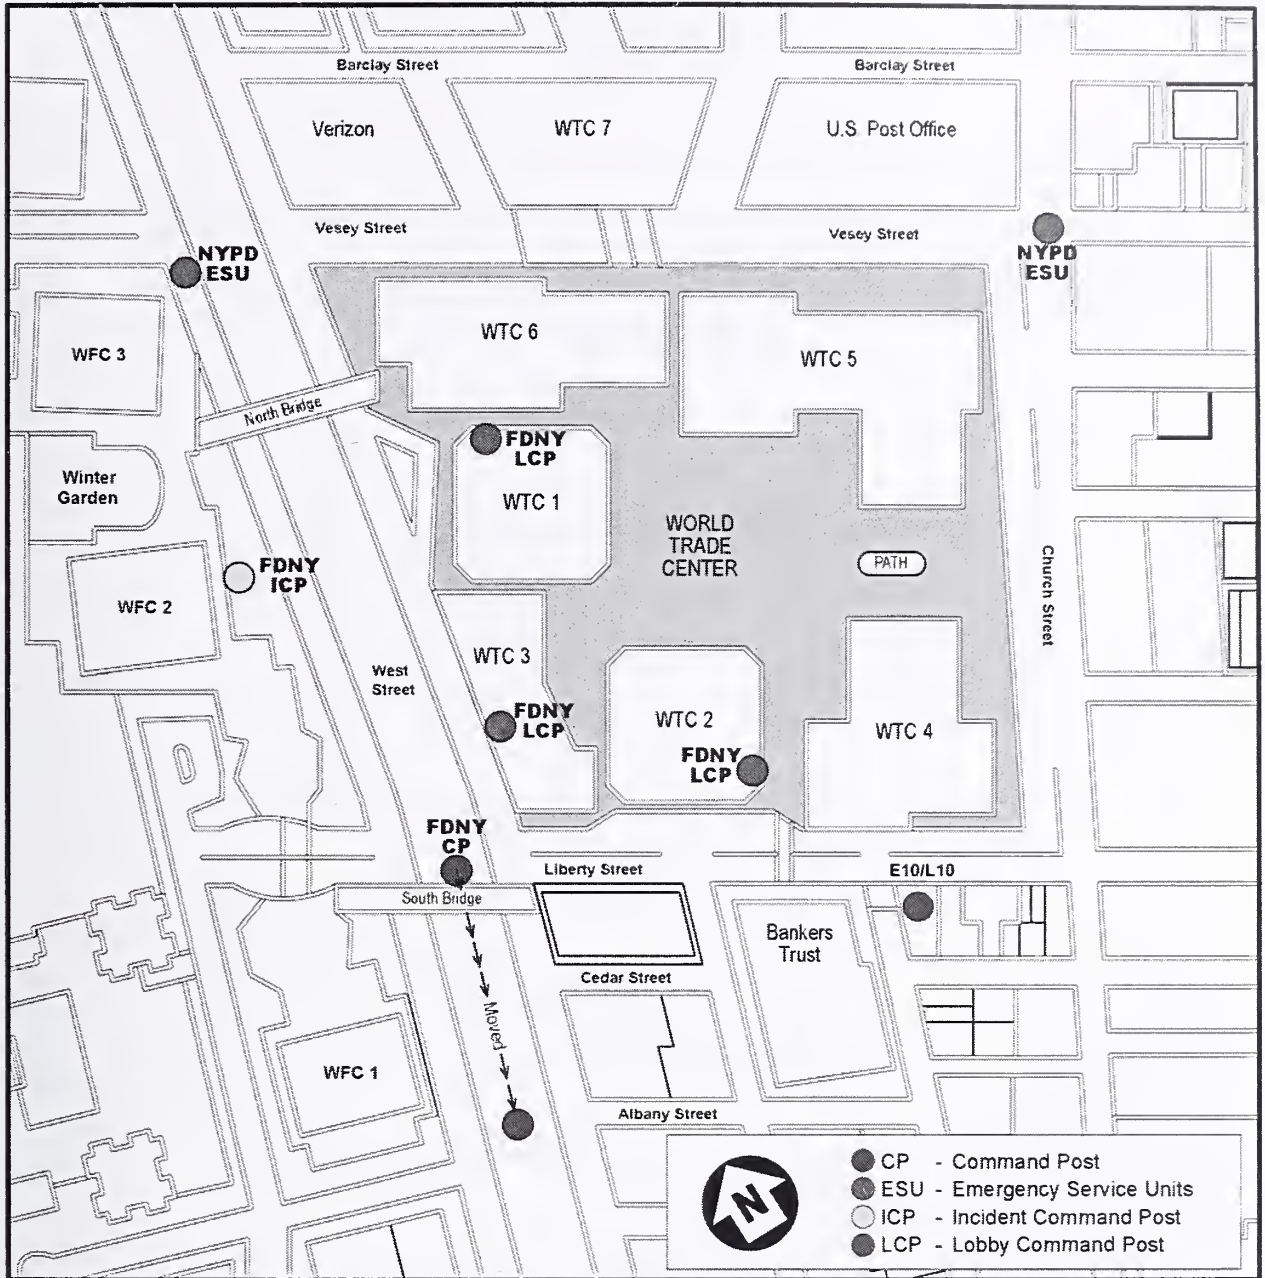 Barclay Street
Barclay Street
Verizon
WTC 7
U.S. Post Office
Vesey Street
Vesey Street
NYPD
ESU
NYPD
ESU
WTC 6
WTC 5
WFC 3
North Bridge
FDNY
LCP
WTC 1
Winter
Garden
WORLD
TRADE
CENTER
PATH
FDNY
ICP
WFC 2
Church Street
WTC 3
West
Street
FDNY
LCP
WTC 2
FDNY
LCP
WTC 4
FDNY
CP
Liberty Street
E10/L10
South Bridge
Bankers
Trust
Cedar Street
Moved
WFC 1
Albany Street
N
CP - Command Post
ESU - Emergency Service Units
ICP - Incident Command Post
LCP - Lobby Command Post